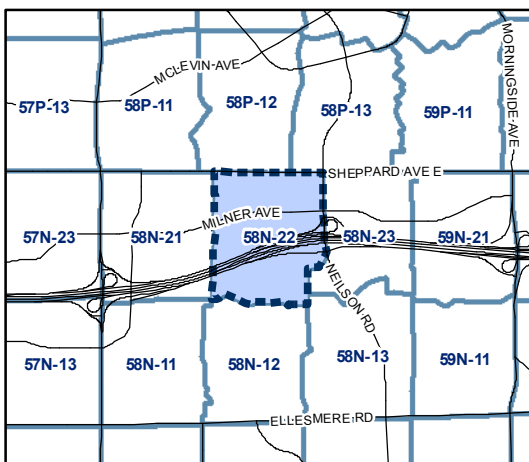 MCLEVIN AVE
MORNINGSIDE AVE
57P-13
58P-11
58P-12
58P-13
59P-11
SHEPPARD AVE E
MILNER AVE
57N-23
58N-21
58N-22
58N-23
59N-21
NEILSON RD
57N-13
58N-11
58N-12
58N-13
59N-11
ELLESMERE RD